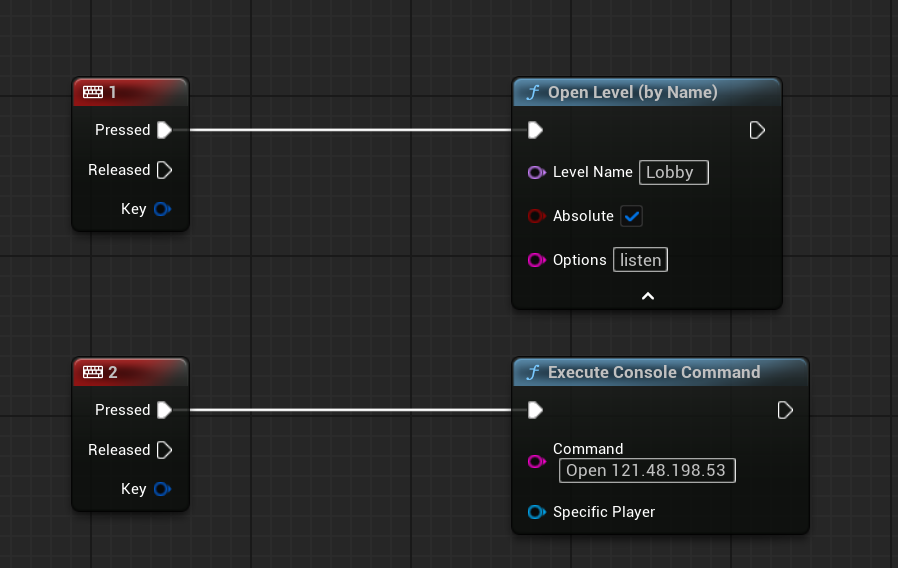 1
Pressed
Released
Key
Open Level (by Name)
Level Name Lobby
Absolute
Options listen
2
Pressed
Released
Key
Execute Console Command
Command
Open 121.48.198.53
Specific Player